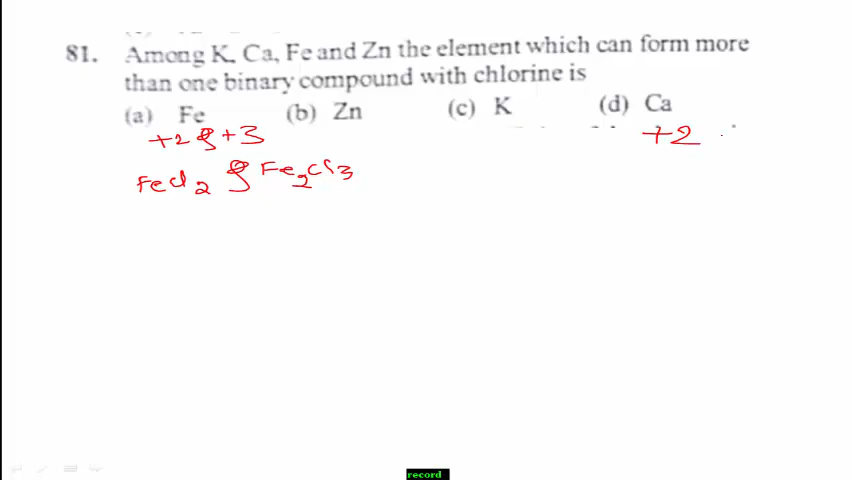 81. Among K, Ca, Fe and Zn the element which can form more
than one binary compound with chlorine is
(a) Fe (b) Zn (c) K (d) Ca
+2 & +3 +2
FeCl2 & Fe2Cl3
record